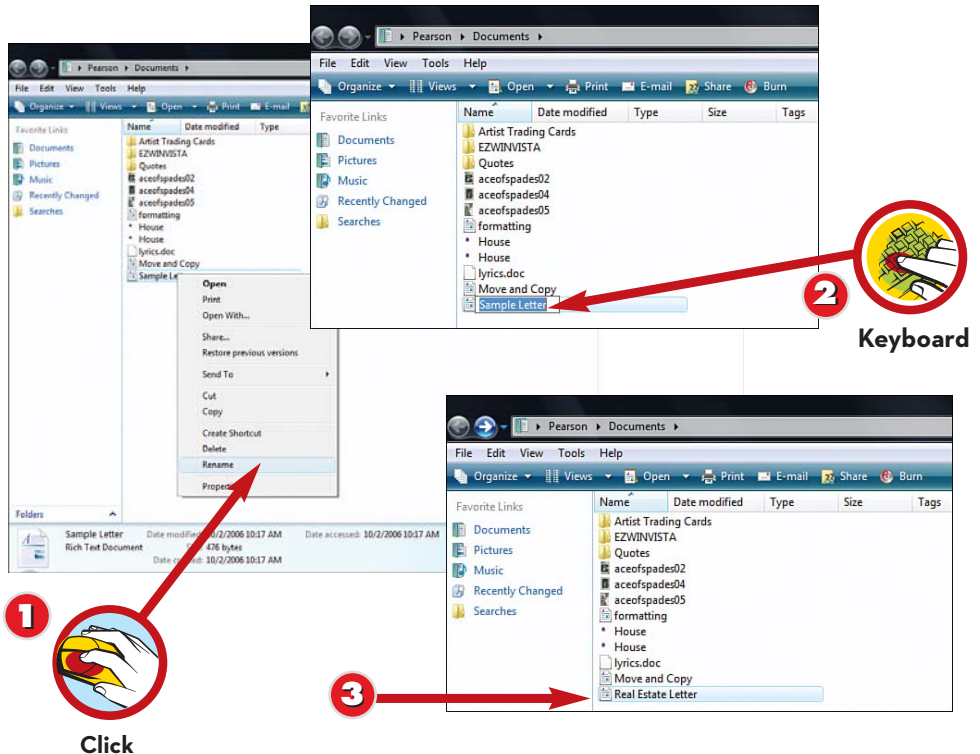 Pearson ▸ Documents ▸
File Edit View Tools Help
Organize Views Open Print E-mail
Favorite Links
Documents
Pictures
Music
Recently Changed
Searches
Folders
Name Date modified Type
Artist Trading Cards
EZWINVISTA
Quotes
aceofspades02
aceofspades04
aceofspades05
formatting
House
House
lyrics.doc
Move and Copy
Sample Le
Open
Print
Open With...
Share...
Restore previous versions
Send To
Cut
Copy
Create Shortcut
Delete
Rename
Sample Letter Date modified: 10/2/2006 10:17 AM Date accessed: 10/2/2006 10:17 AM
Rich Text Document 476 bytes
10/2/2006 10:17 AM
1
Click
Pearson ▸ Documents ▸
File Edit View Tools Help
Organize Views Open Print E-mail Share Burn
Favorite Links
Documents
Pictures
Music
Recently Changed
Searches
Name Date modified Type Size Tags
Artist Trading Cards
EZWINVISTA
Quotes
aceofspades02
aceofspades04
aceofspades05
formatting
House
House
lyrics.doc
Move and Copy
Sample Letter
2
Keyboard
Pearson ▸ Documents ▸
File Edit View Tools Help
Organize Views Open Print E-mail Share Burn
Favorite Links
Documents
Pictures
Music
Recently Changed
Searches
Name Date modified Type Size Tags
Artist Trading Cards
EZWINVISTA
Quotes
aceofspades02
aceofspades04
aceofspades05
formatting
House
House
lyrics.doc
Move and Copy
Real Estate Letter
3